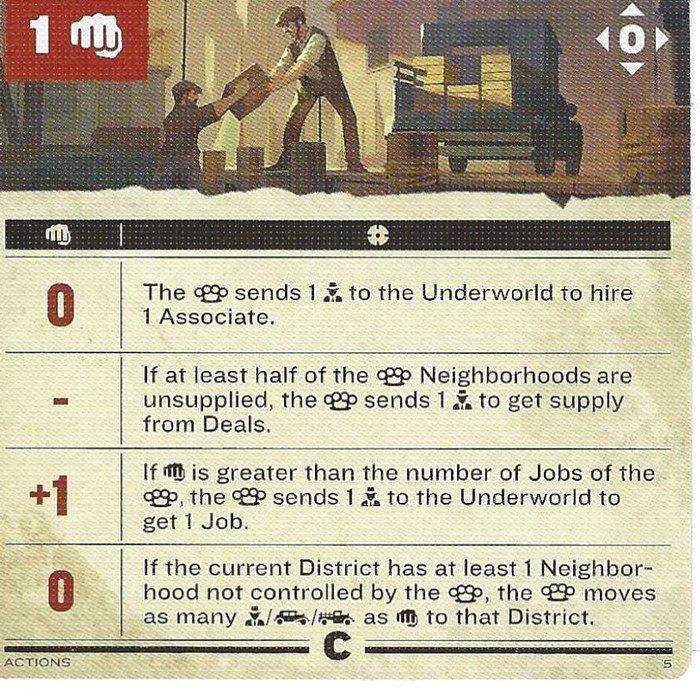 1
0
0
The sends 1 to the Underworld to hire
1 Associate.
-
If at least half of the Neighborhoods are
unsupplied, the sends 1 to get supply
from Deals.
+1
If is greater than the number of Jobs of the
, the sends 1 to the Underworld to
get 1 Job.
0
If the current District has at least 1 Neighbor-
hood not controlled by the , the moves
as many / / as to that District.
C
ACTIONS
5